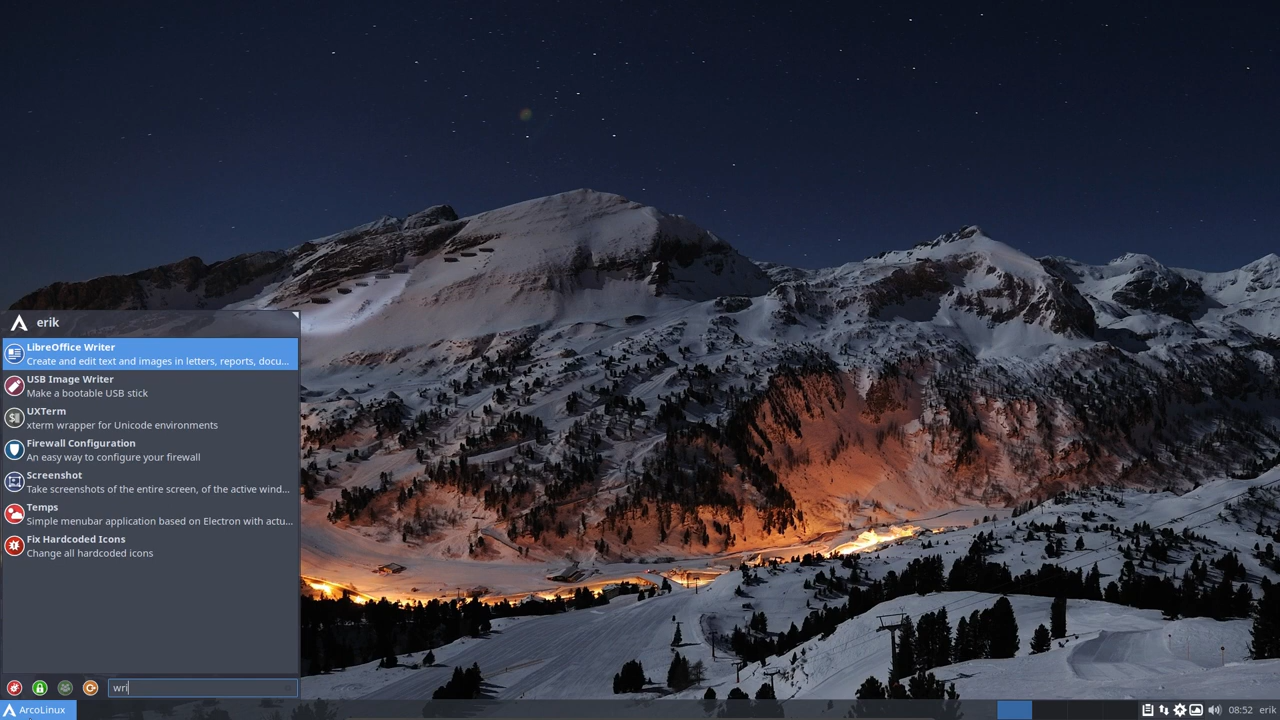 erik
LibreOffice Writer
Create and edit text and images in letters, reports, docu...
USB Image Writer
Make a bootable USB stick
UXTerm
xterm wrapper for Unicode environments
Firewall Configuration
An easy way to configure your firewall
Screenshot
Take screenshots of the entire screen, of the active wind...
Temps
Simple menubar application based on Electron with actu...
Fix Hardcoded Icons
Change all hardcoded icons
wri
ArcoLinux
08:52
erik